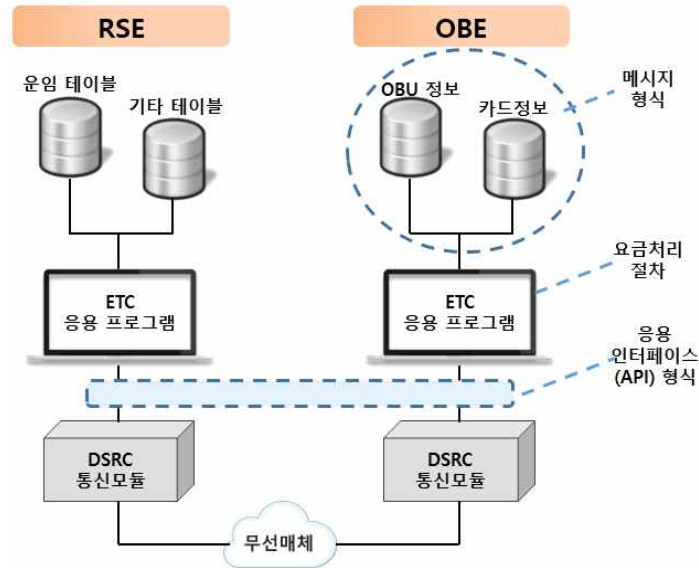 RSE
OBE
운임 테이블
기타 테이블
OBU 정보
카드정보
메시지
형식
ETC
응용 프로그램
ETC
응용 프로그램
요금처리
절차
응용
인터페이스
(API) 형식
DSRC
통신모듈
DSRC
통신모듈
무선매체